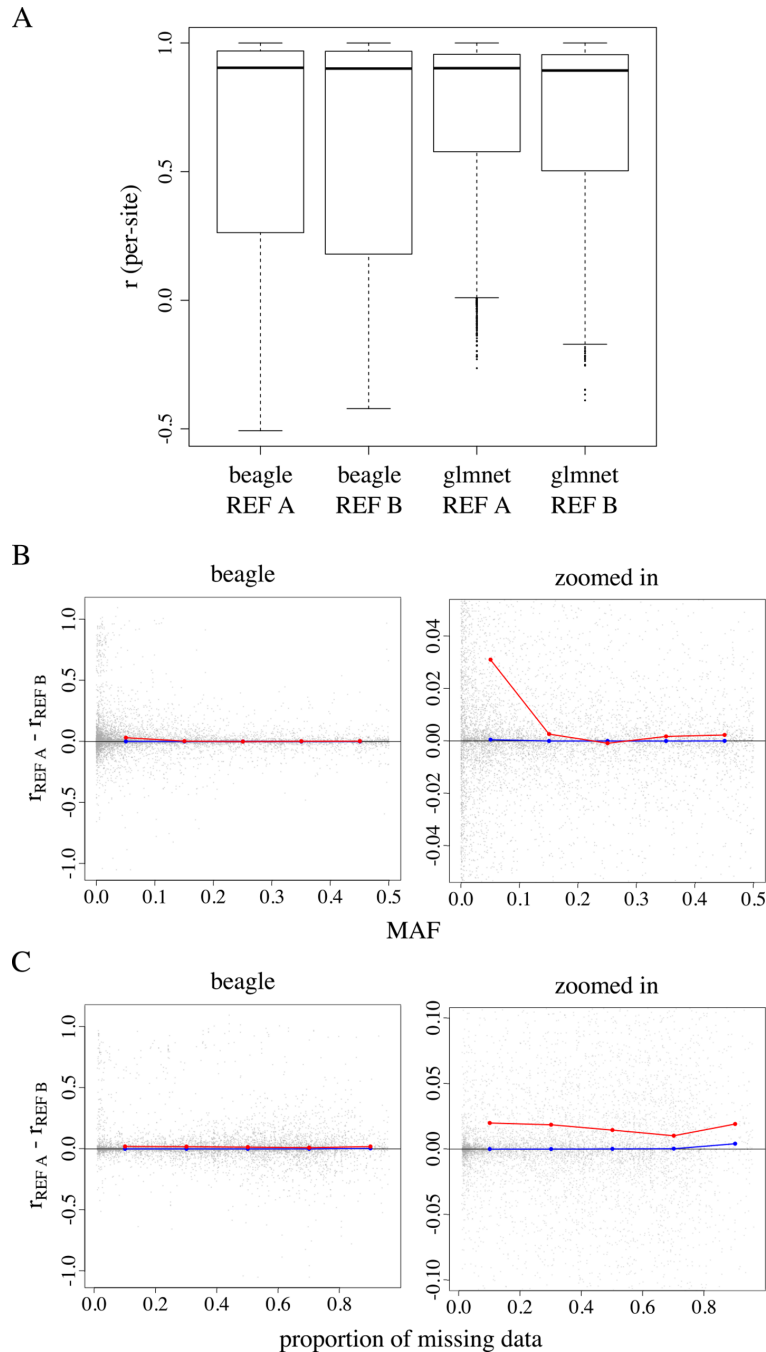 A
r (per-site)
1.0
0.5
0.0
-0.5
beagle
REF A
beagle
REF B
glmnet
REF A
glmnet
REF B
B
beagle
zoomed in
r REF A - r REF B
1.0
0.5
0.0
-0.5
-1.0
0.04
0.02
0.00
-0.02
-0.04
0.0 0.1 0.2 0.3 0.4 0.5
0.0 0.1 0.2 0.3 0.4 0.5
MAF
C
beagle
zoomed in
r REF A - r REF B
1.0
0.5
0.0
-0.5
-1.0
0.10
0.05
0.00
-0.05
-0.10
0.0 0.2 0.4 0.6 0.8
0.0 0.2 0.4 0.6 0.8
proportion of missing data